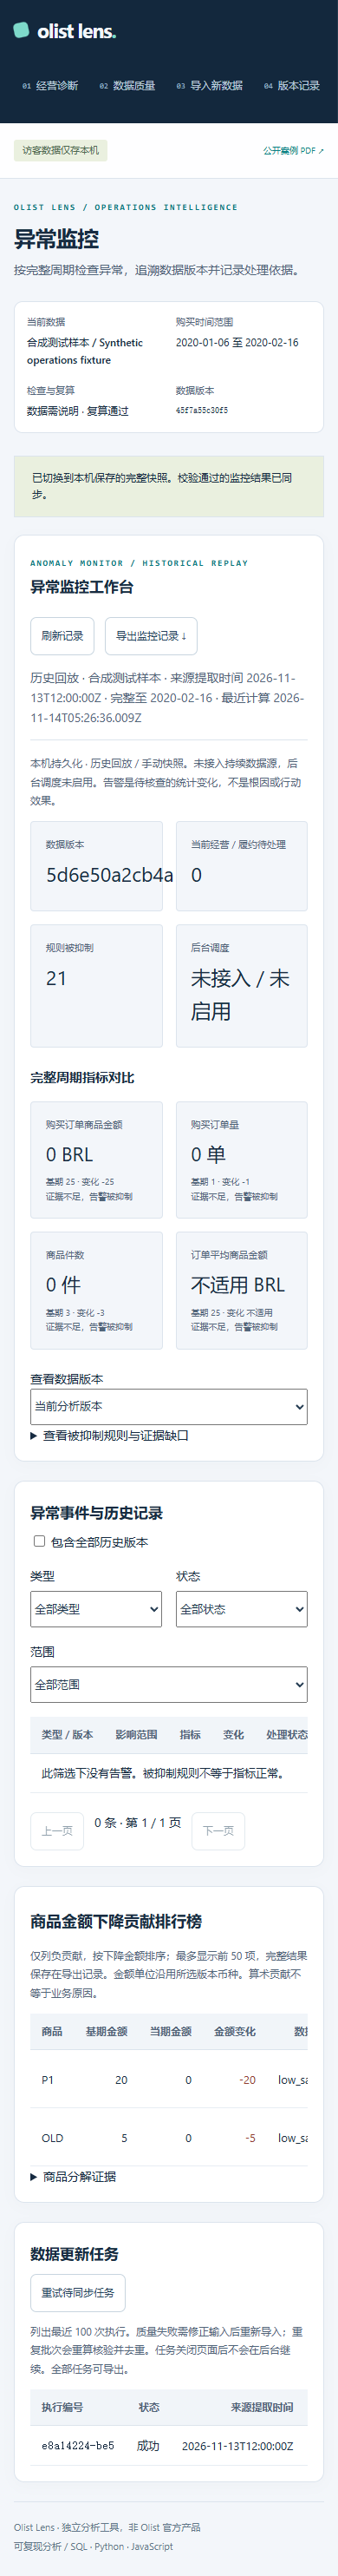 olist lens.
01 经营诊断 02 数据质量 03 导入新数据 04 版本记录
访客数据仅存本机
公开案例 PDF ↗
OLIST LENS / OPERATIONS INTELLIGENCE
异常监控
按完整周期检查异常，追溯数据版本并记录处理依据。
当前数据
合成测试样本 / Synthetic
operations fixture
购买时间范围
2020-01-06 至 2020-02-16
检查与复算
数据需说明 · 复算通过
数据版本
45f7a55c30f5
已切换到本机保存的完整快照。校验通过的监控结果已同
步。
ANOMALY MONITOR / HISTORICAL REPLAY
异常监控工作台
刷新记录
导出监控记录 ↓
历史回放 · 合成测试样本 · 来源提取时间 2026-11-
13T12:00:00Z · 完整至 2020-02-16 · 最近计算 2026-
11-14T05:26:36.009Z
本机持久化 · 历史回放 / 手动快照。未接入持续数据源，后
台调度未启用。告警是待核查的统计变化，不是根因或行动
效果。
数据版本
5d6e50a2cb4a
当前经营 / 履约待处理
0
规则被抑制
21
后台调度
未接入 / 未
启用
完整周期指标对比
购买订单商品金额
0 BRL
基期 25 · 变化 -25
证据不足，告警被抑制
购买订单量
0 单
基期 1 · 变化 -1
证据不足，告警被抑制
商品件数
0 件
基期 3 · 变化 -3
证据不足，告警被抑制
订单平均商品金额
不适用 BRL
基期 25 · 变化 不适用
证据不足，告警被抑制
查看数据版本
当前分析版本
▶ 查看被抑制规则与证据缺口
异常事件与历史记录
包含全部历史版本
类型
全部类型
状态
全部状态
范围
全部范围
类型 / 版本 影响范围 指标 变化 处理状态
此筛选下没有告警。被抑制规则不等于指标正常。
上一页 0 条 · 第 1 / 1 页 下一页
商品金额下降贡献排行榜
仅列负贡献，按下降金额排序；最多显示前 50 项，完整结果
保存在导出记录。金额单位沿用所选版本币种。算术贡献不
等于业务原因。
商品 基期金额 当期金额 金额变化 数
P1 20 0 -20 low_sa
OLD 5 0 -5 low_sa
▶ 商品分解证据
数据更新任务
重试待同步任务
列出最近 100 次执行。质量失败需修正输入后重新导入；重
复批次会重算核验并去重。任务关闭页面后不会在后台继
续。全部任务可导出。
执行编号 状态 来源提取时间
e8a14224-be5 成功 2026-11-13T12:00:00Z
Olist Lens · 独立分析工具，非 Olist 官方产品
可复现分析 / SQL · Python · JavaScript